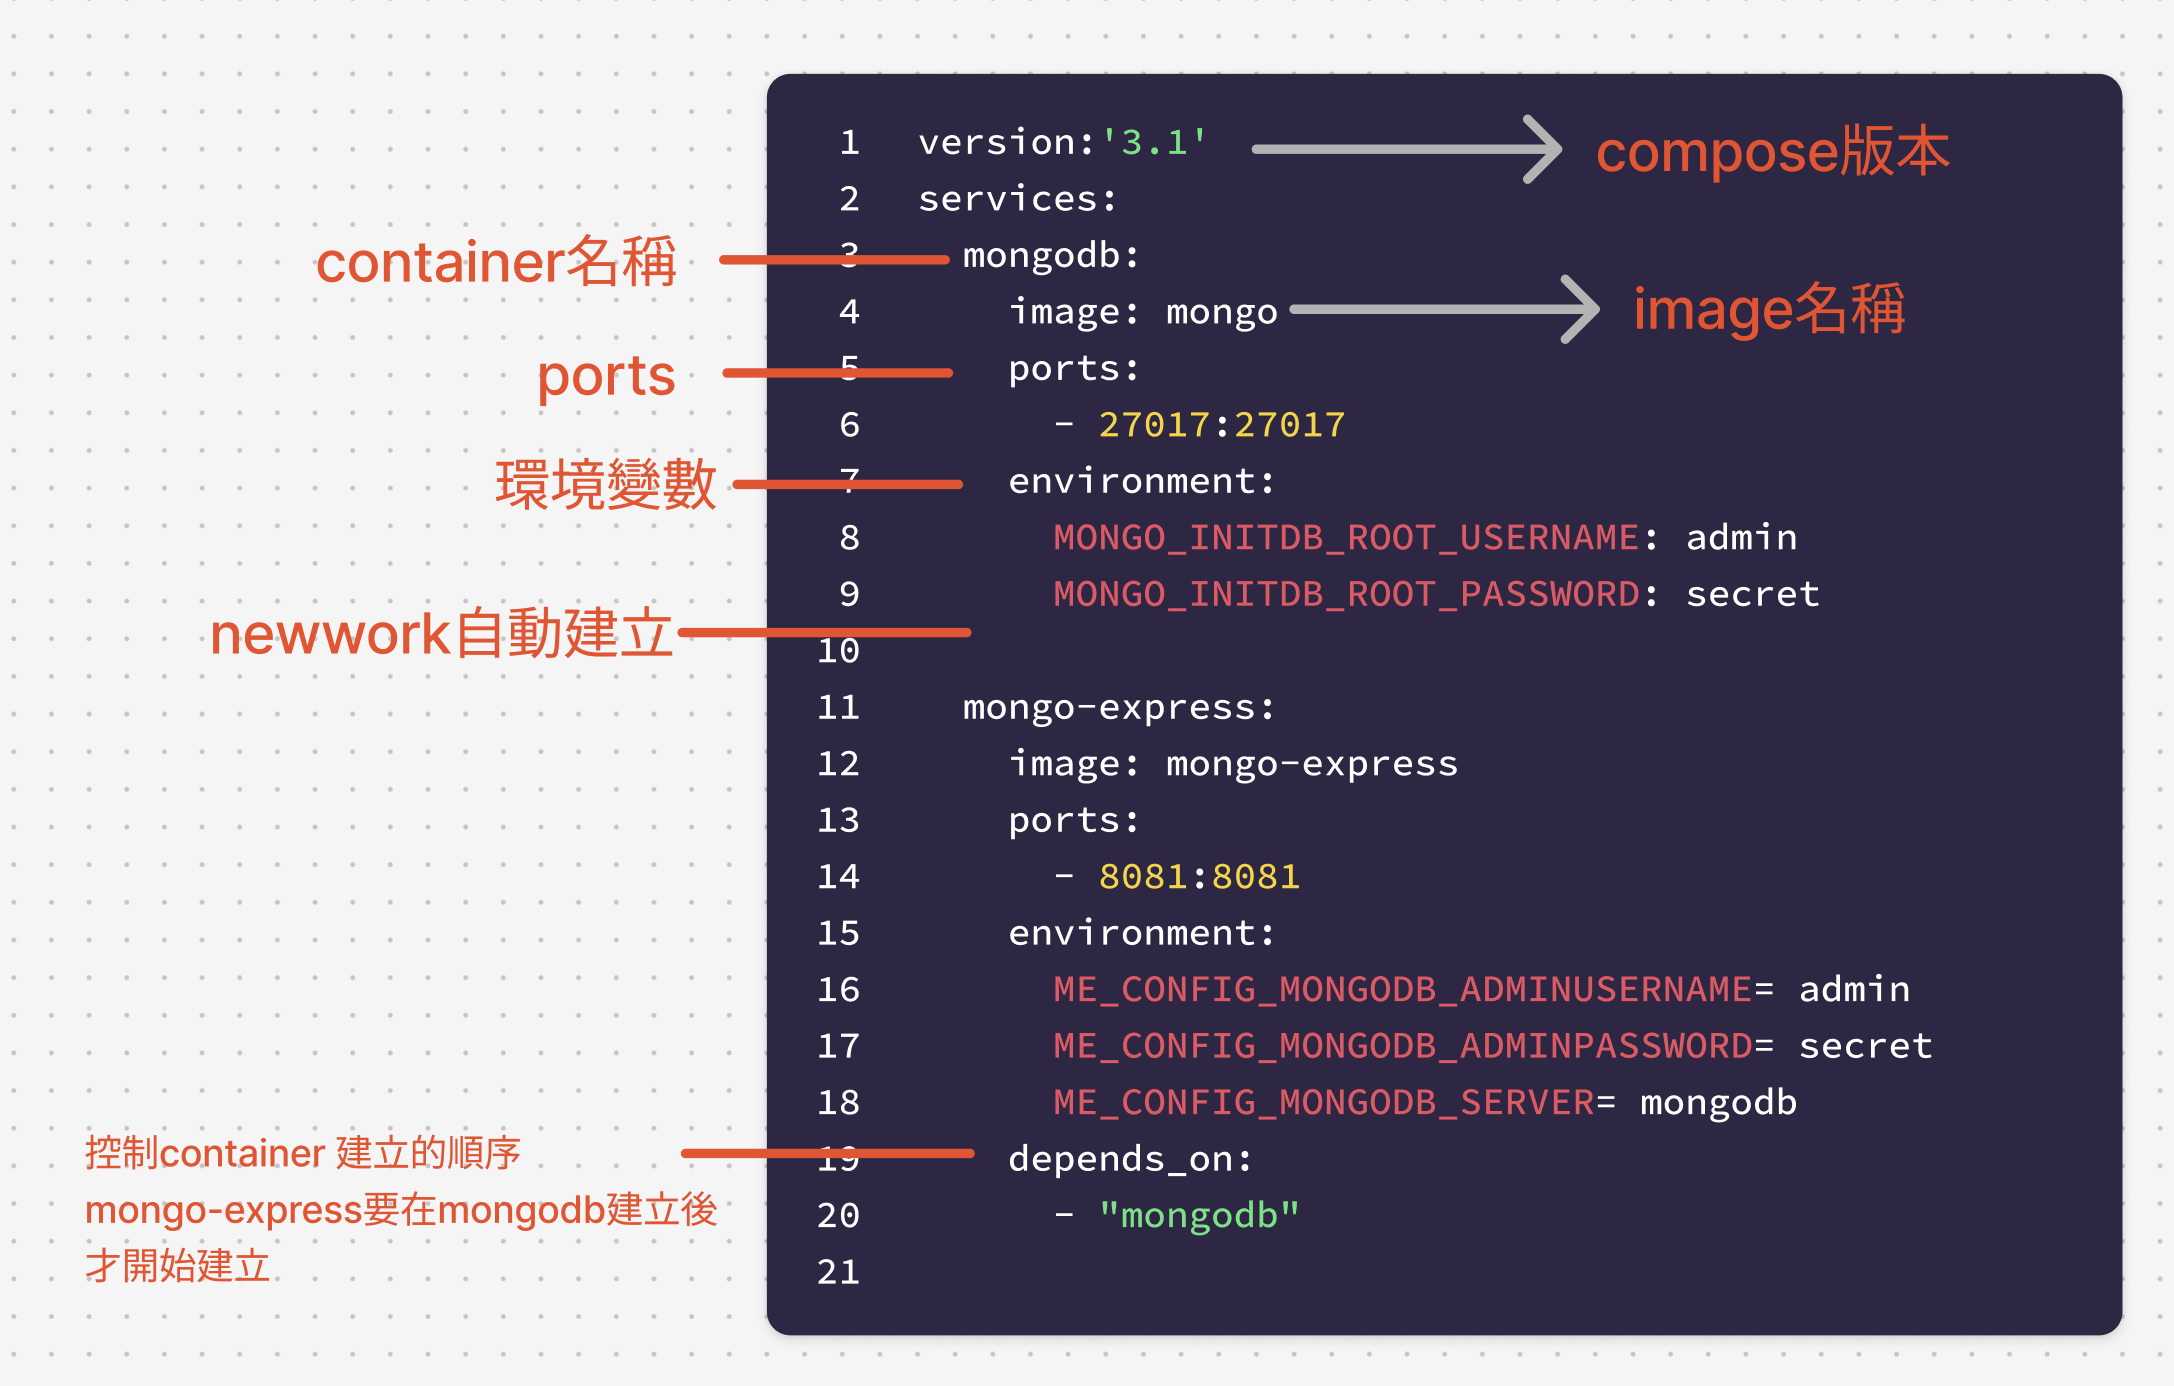 1 version:'3.1' compose版本
2 services:
container名稱 3 mongodb:
4 image: mongo image名稱
ports 5 ports:
6 - 27017:27017
環境變數 7 environment:
8 MONGO_INITDB_ROOT_USERNAME: admin
9 MONGO_INITDB_ROOT_PASSWORD: secret
newwork自動建立 10
11 mongo-express:
12 image: mongo-express
13 ports:
14 - 8081:8081
15 environment:
16 ME_CONFIG_MONGODB_ADMINUSERNAME= admin
17 ME_CONFIG_MONGODB_ADMINPASSWORD= secret
18 ME_CONFIG_MONGODB_SERVER= mongodb
控制container 建立的順序 19 depends_on:
mongo-express要在mongodb建立後 20 - "mongodb"
才開始建立 21